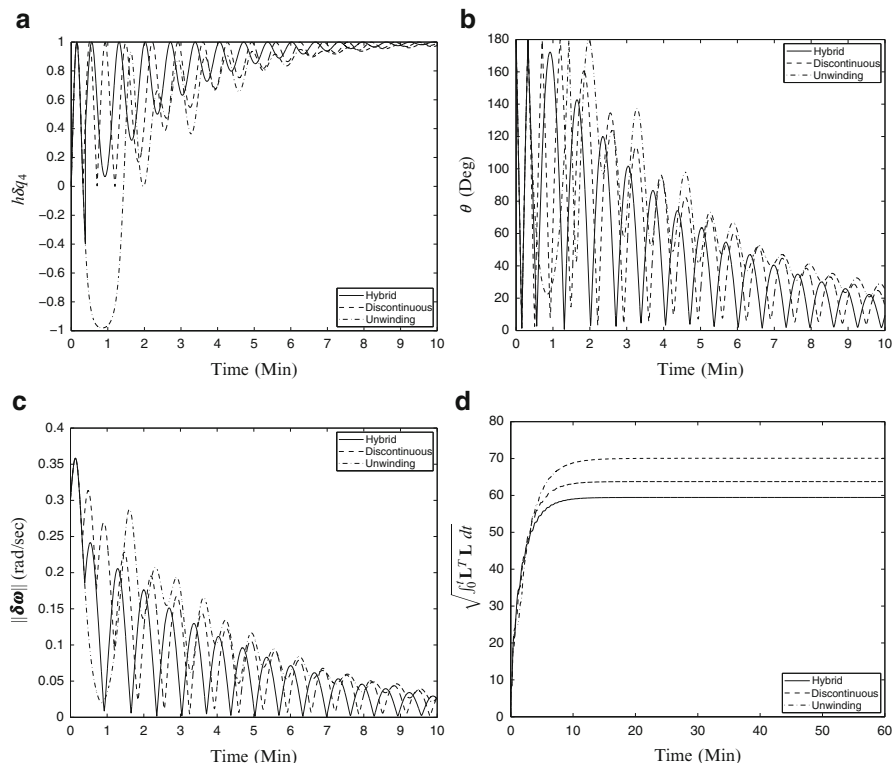 a
1
0.8
0.6
0.4
0.2
0
−0.2
−0.4
−0.6
−0.8
−1
hδq4
0 1 2 3 4 5 6 7 8 9 10
Time (Min)
Hybrid
Discontinuous
Unwinding
b
180
160
140
120
100
80
60
40
20
0
θ (Deg)
0 1 2 3 4 5 6 7 8 9 10
Time (Min)
Hybrid
Discontinuous
Unwinding
c
0.4
0.35
0.3
0.25
0.2
0.15
0.1
0.05
0
||δω|| (rad/sec)
0 1 2 3 4 5 6 7 8 9 10
Time (Min)
Hybrid
Discontinuous
Unwinding
d
80
70
60
50
40
30
20
10
0
√∫₀ᵗ Lᵀ L dt
0 10 20 30 40 50 60
Time (Min)
Hybrid
Discontinuous
Unwinding